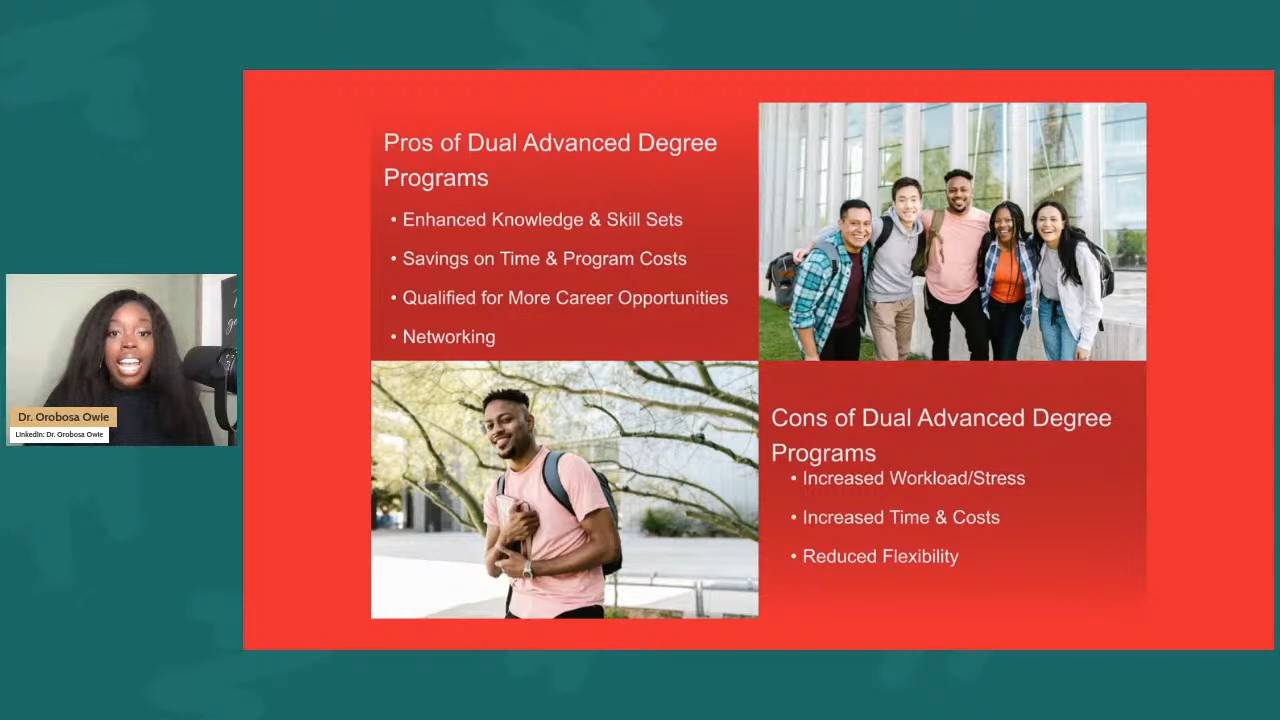 Pros of Dual Advanced Degree
Programs
• Enhanced Knowledge & Skill Sets
• Savings on Time & Program Costs
• Qualified for More Career Opportunities
• Networking
Cons of Dual Advanced Degree
Programs
• Increased Workload/Stress
• Increased Time & Costs
• Reduced Flexibility
Dr. Orobosa Owie
LinkedIn: Dr. Orobosa Owie